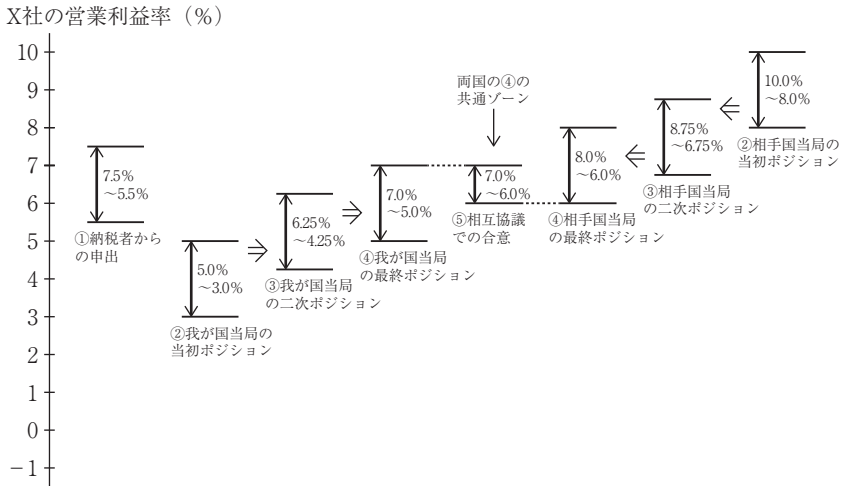 X社の営業利益率（%）
10
9
8
7
6
5
4
3
2
1
0
－1
7.5%
～5.5%
①納税者から
の申出
5.0%
～3.0%
②我が国当局の
当初ポジション
6.25%
～4.25%
③我が国当局
の二次ポジション
7.0%
～5.0%
④我が国当局
の最終ポジション
両国の④の
共通ゾーン
7.0%
～6.0%
⑤相互協議
での合意
8.0%
～6.0%
④相手国当局
の最終ポジション
8.75%
～6.75%
③相手国当局
の二次ポジション
10.0%
～8.0%
②相手国当局の
当初ポジション